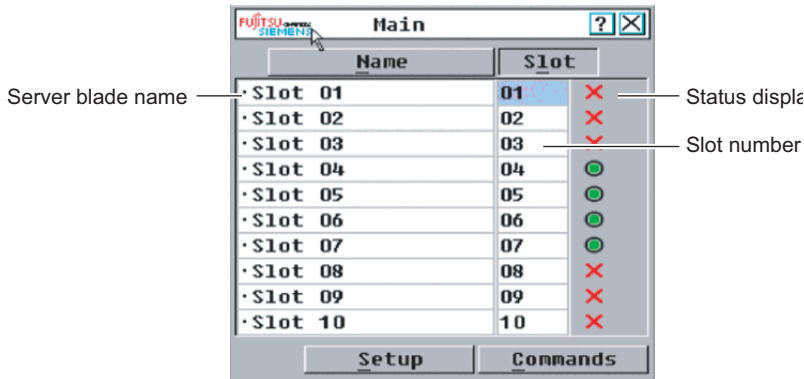 FUJITSU
SIEMENS
Main
?
Name Slot
Server blade name
·Slot 01 01
Status displa
·Slot 02 02
·Slot 03 03
Slot number
·Slot 04 04
·Slot 05 05
·Slot 06 06
·Slot 07 07
·Slot 08 08
·Slot 09 09
·Slot 10 10
Setup Commands